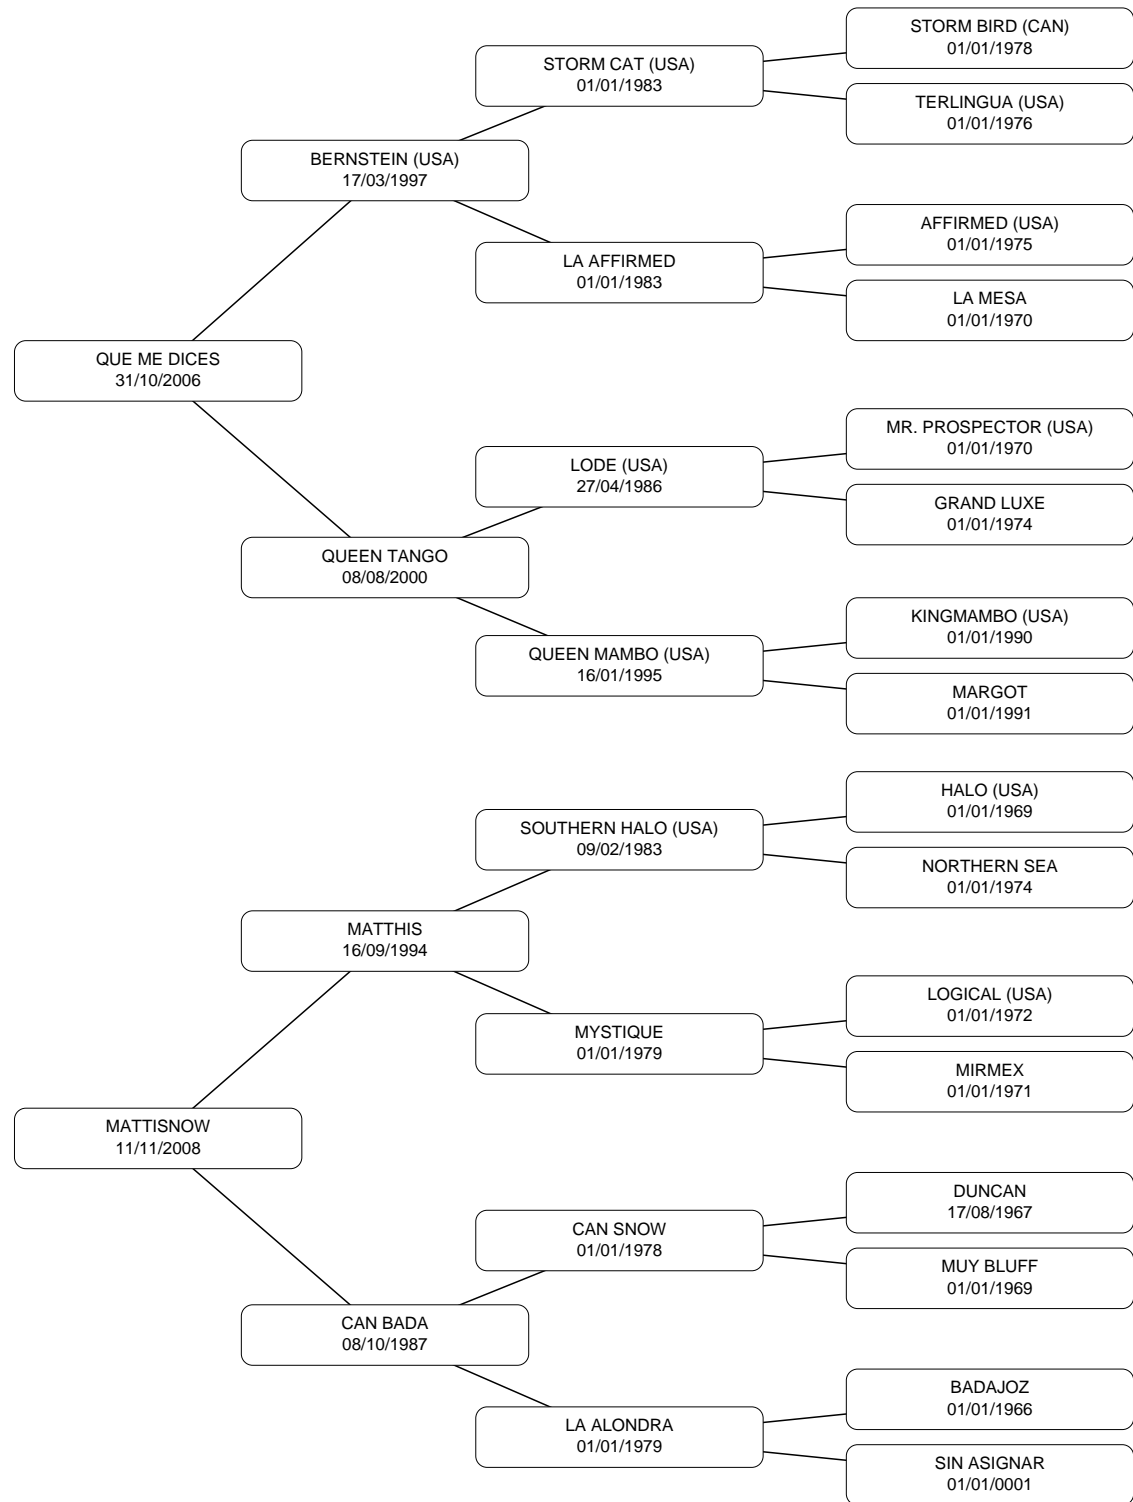 STORM BIRD (CAN)
01/01/1978
STORM CAT (USA)
01/01/1983
TERLINGUA (USA)
01/01/1976
BERNSTEIN (USA)
17/03/1997
AFFIRMED (USA)
01/01/1975
LA AFFIRMED
01/01/1983
LA MESA
01/01/1970
QUE ME DICES
31/10/2006
MR. PROSPECTOR (USA)
01/01/1970
LODE (USA)
27/04/1986
GRAND LUXE
01/01/1974
QUEEN TANGO
08/08/2000
KINGMAMBO (USA)
01/01/1990
QUEEN MAMBO (USA)
16/01/1995
MARGOT
01/01/1991
HALO (USA)
01/01/1969
SOUTHERN HALO (USA)
09/02/1983
NORTHERN SEA
01/01/1974
MATTHIS
16/09/1994
LOGICAL (USA)
01/01/1972
MYSTIQUE
01/01/1979
MIRMEX
01/01/1971
MATTISNOW
11/11/2008
DUNCAN
17/08/1967
CAN SNOW
01/01/1978
MUY BLUFF
01/01/1969
CAN BADA
08/10/1987
BADAJOZ
01/01/1966
LA ALONDRA
01/01/1979
SIN ASIGNAR
01/01/0001